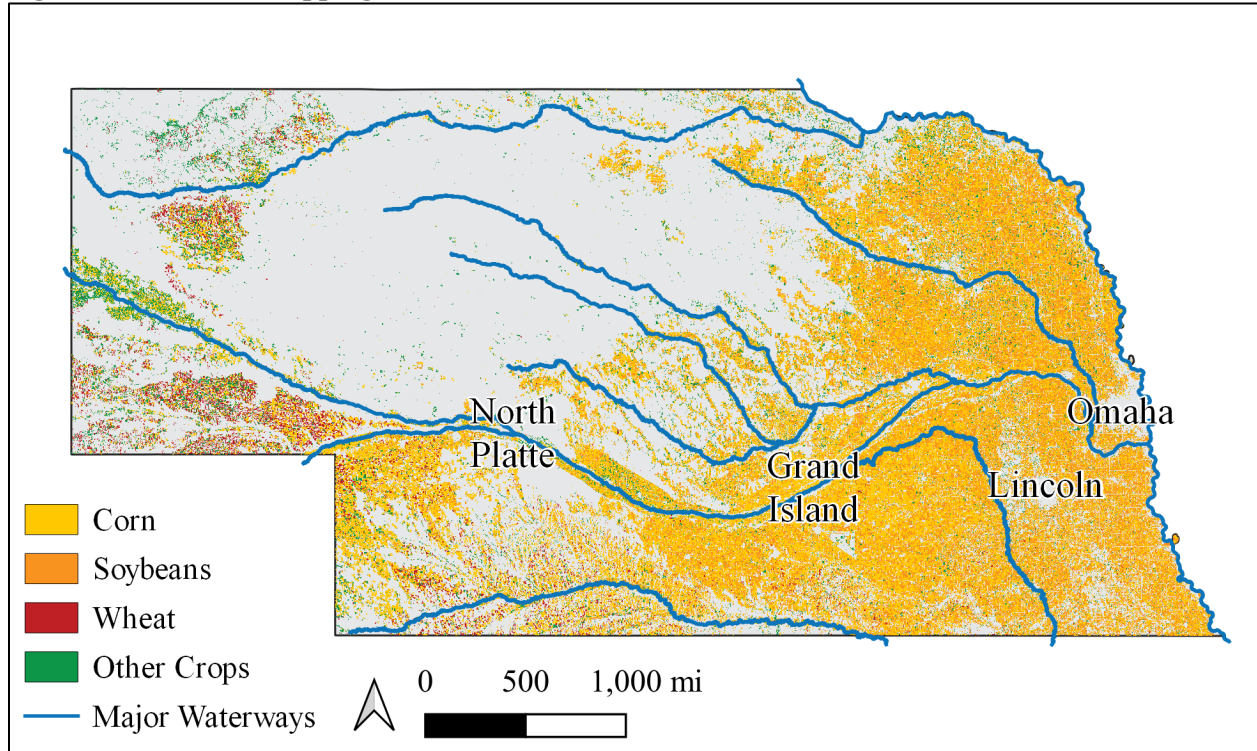 North
Platte
Omaha
Grand
Island
Lincoln
Corn
Soybeans
Wheat
Other Crops
Major Waterways
0 500 1,000 mi